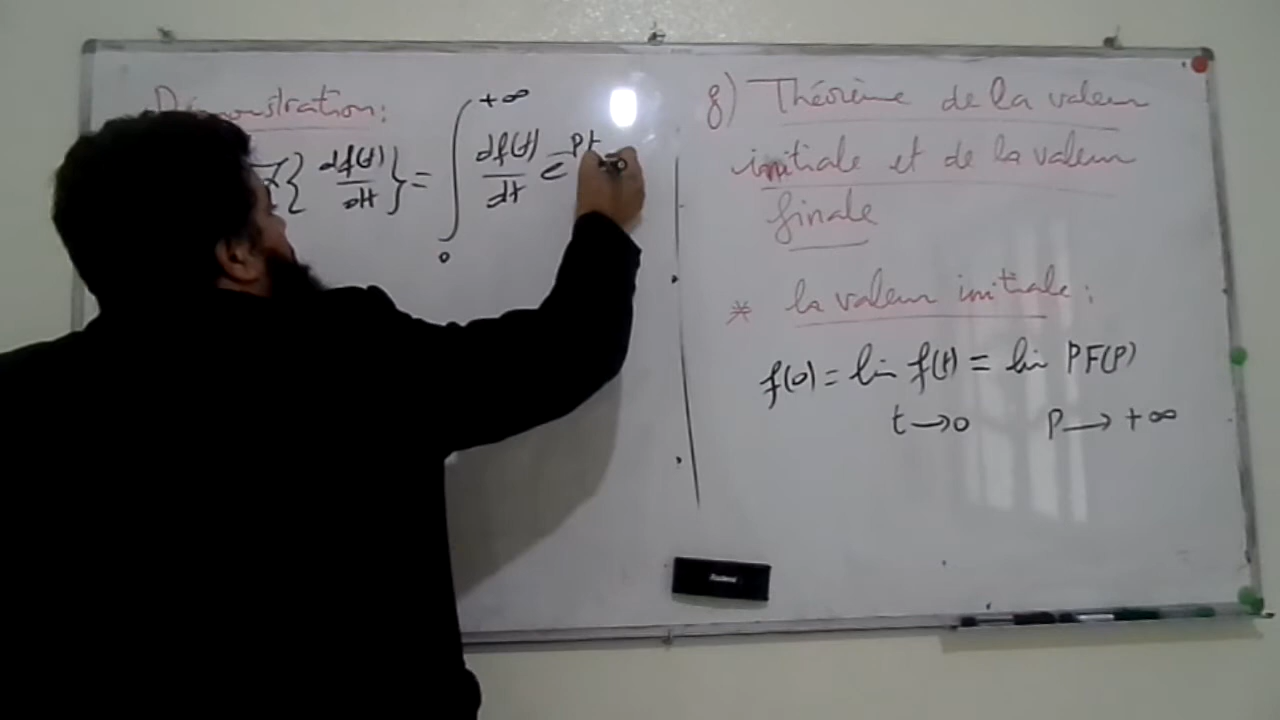 Démonstration:
ℒ{df(t)/dt} = ∫₀^{+∞} df(t)/dt e^{-pt}
8) Théorème de la valeur
initiale et de la valeur
finale
* la valeur initiale :
f(0) = lim f(t) = lim PF(P)
t → 0 P → + ∞